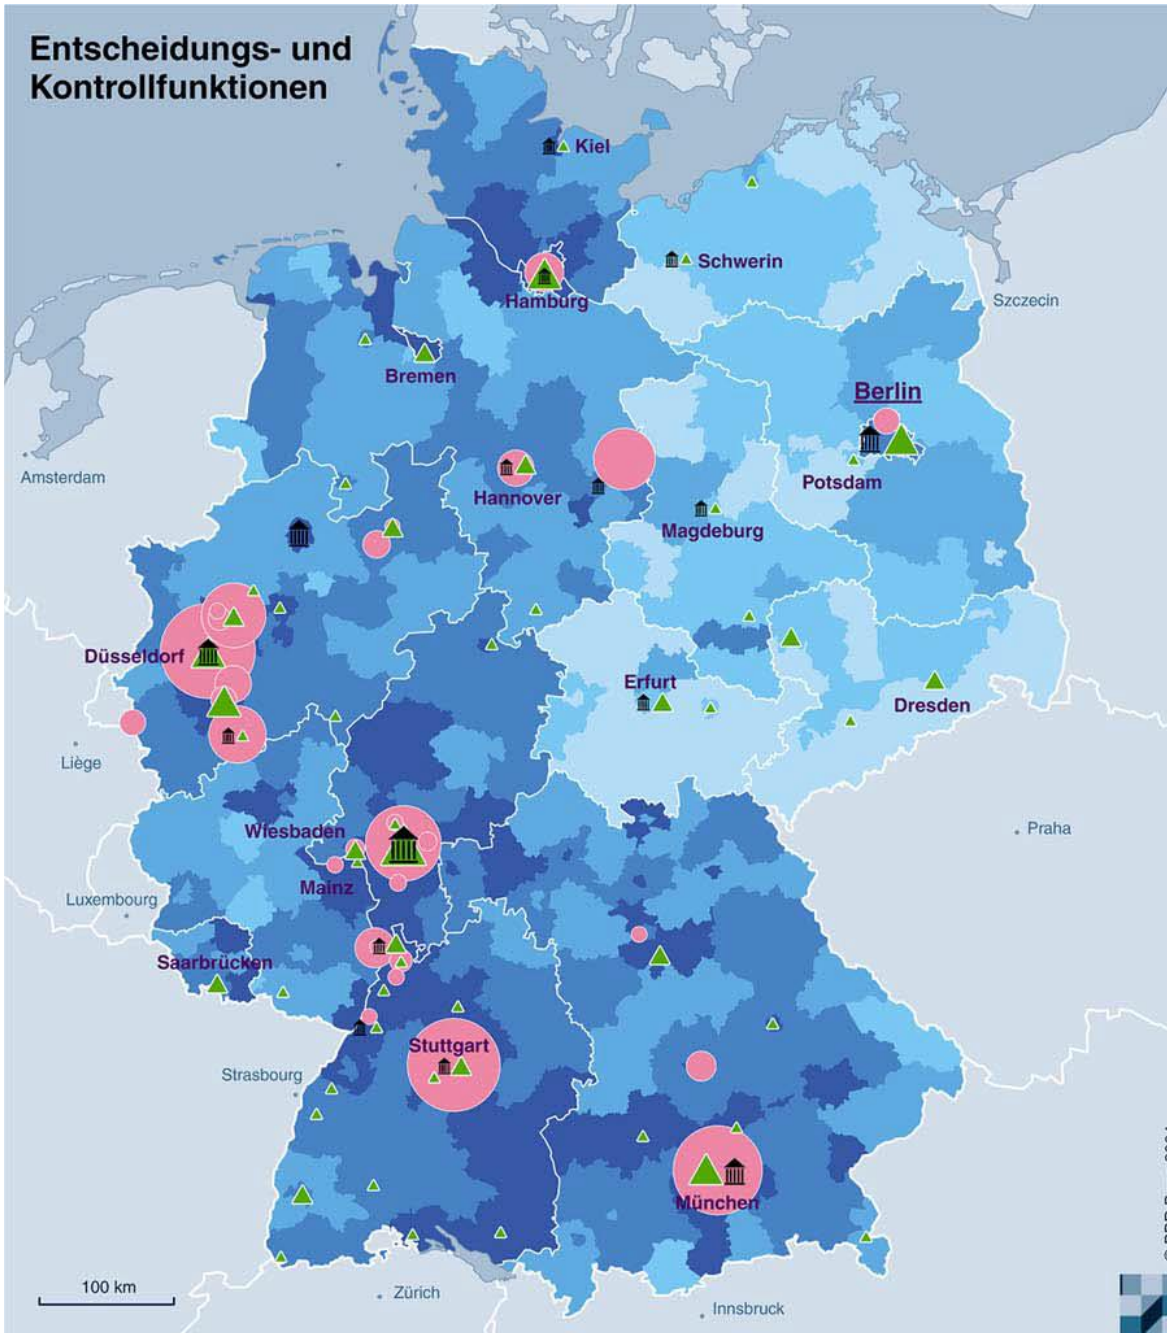 Entscheidungs- und
Kontrollfunktionen
Kiel
Schwerin
Hamburg
Szczecin
Bremen
Berlin
Amsterdam
Hannover
Potsdam
Magdeburg
Düsseldorf
Erfurt
Dresden
Liège
Wiesbaden
Praha
Mainz
Luxembourg
Saarbrücken
Stuttgart
Strasbourg
München
100 km
Zürich
Innsbruck